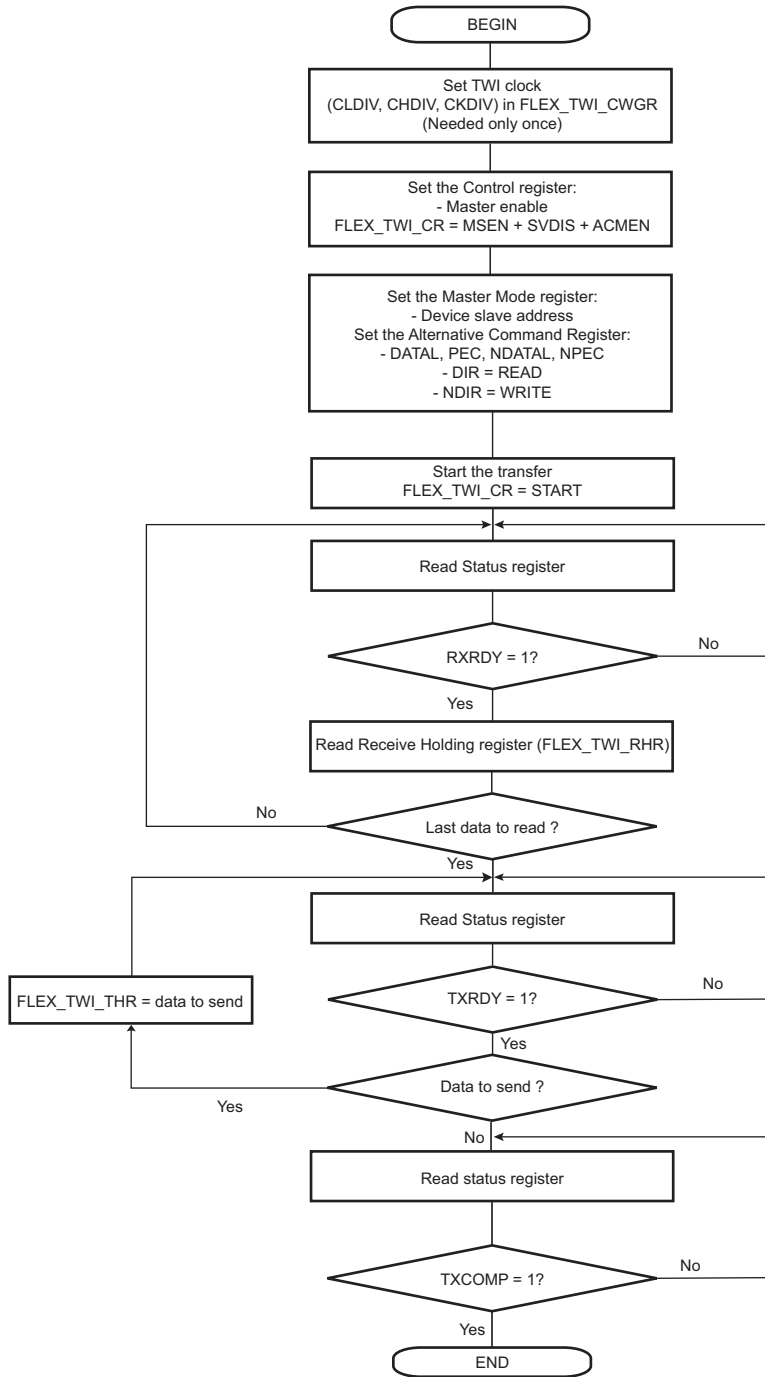 BEGIN
Set TWI clock
(CLDIV, CHDIV, CKDIV) in FLEX_TWI_CWGR
(Needed only once)
Set the Control register:
- Master enable
FLEX_TWI_CR = MSEN + SVDIS + ACMEN
Set the Master Mode register:
- Device slave address
Set the Alternative Command Register:
- DATAL, PEC, NDATAL, NPEC
- DIR = READ
- NDIR = WRITE
Start the transfer
FLEX_TWI_CR = START
Read Status register
RXRDY = 1?
No
Yes
Read Receive Holding register (FLEX_TWI_RHR)
No
Last data to read ?
Yes
Read Status register
FLEX_TWI_THR = data to send
TXRDY = 1?
No
Yes
Data to send ?
Yes
No
Read status register
TXCOMP = 1?
No
Yes
END